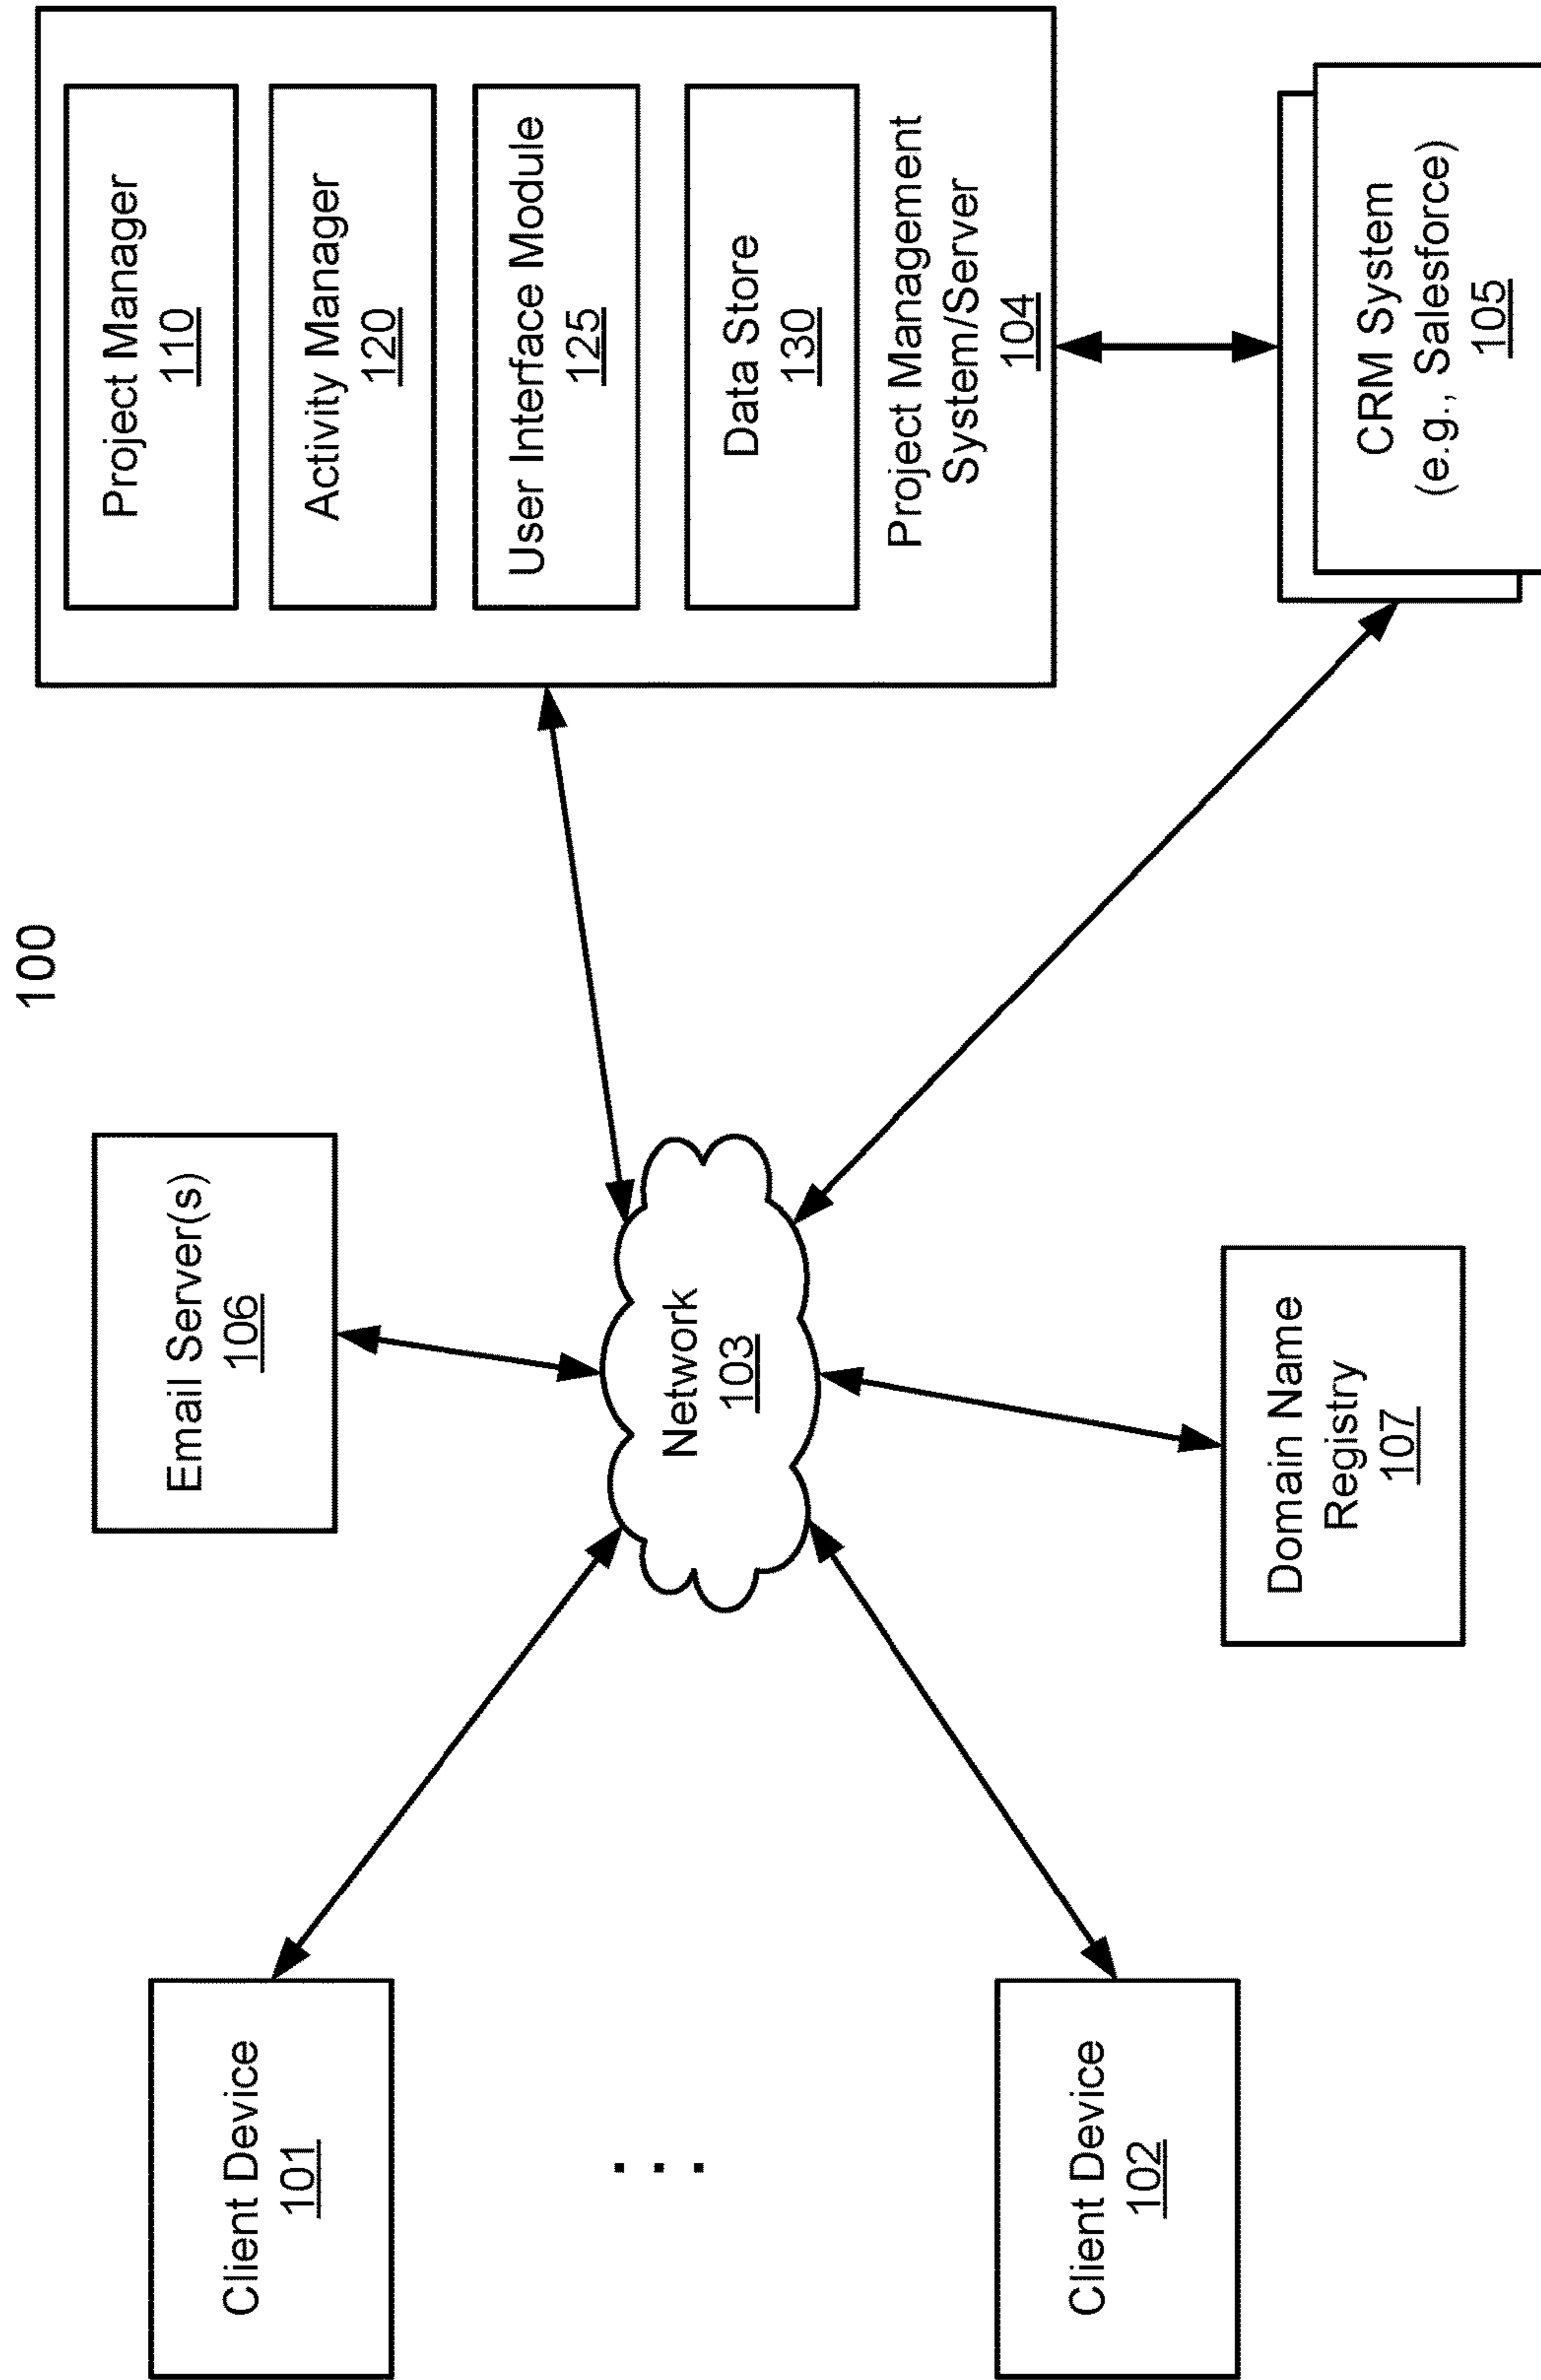 100
Client Device
101
...
Client Device
102
Email Server(s)
106
Network
103
Domain Name
Registry
107
Project Manager
110
Activity Manager
120
User Interface Module
125
Data Store
130
Project Management
System/Server
104
CRM System
(e.g., Salesforce)
105